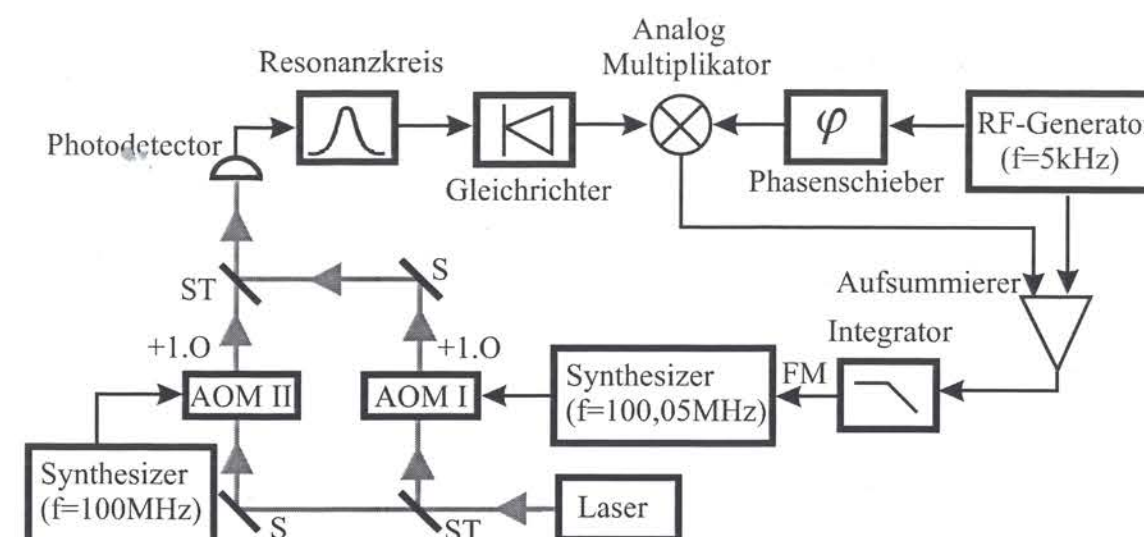 Analog
Multiplikator
Resonanzkreis
Photodetector
Gleichrichter
φ
Phasenschieber
RF-Generator
(f=5kHz)
ST
S
Aufsummierer
Integrator
+1.O
+1.O
AOM II
AOM I
Synthesizer
(f=100,05MHz)
FM
Synthesizer
(f=100MHz)
S
ST
Laser